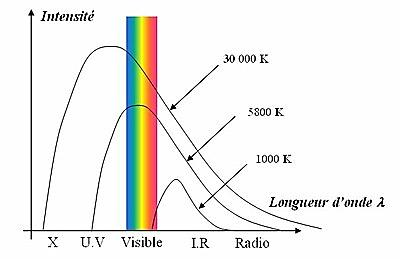 Intensité
30 000 K
5800 K
1000 K
Longueur d'onde λ
X U.V Visible I.R Radio